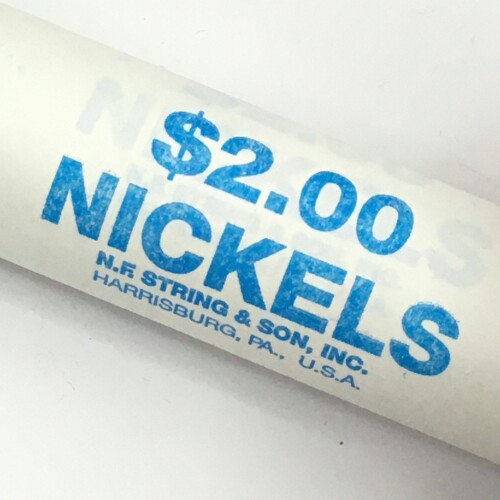 $2.00
NICKELS
N.F. STRING & SON, INC.
HARRISBURG, PA., U.S.A.